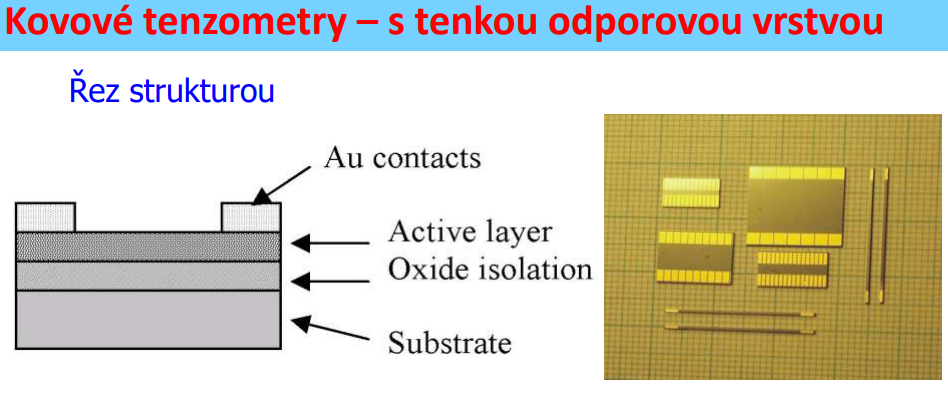 Kovové tenzometry – s tenkou odporovou vrstvou
Řez strukturou
Au contacts
Active layer
Oxide isolation
Substrate